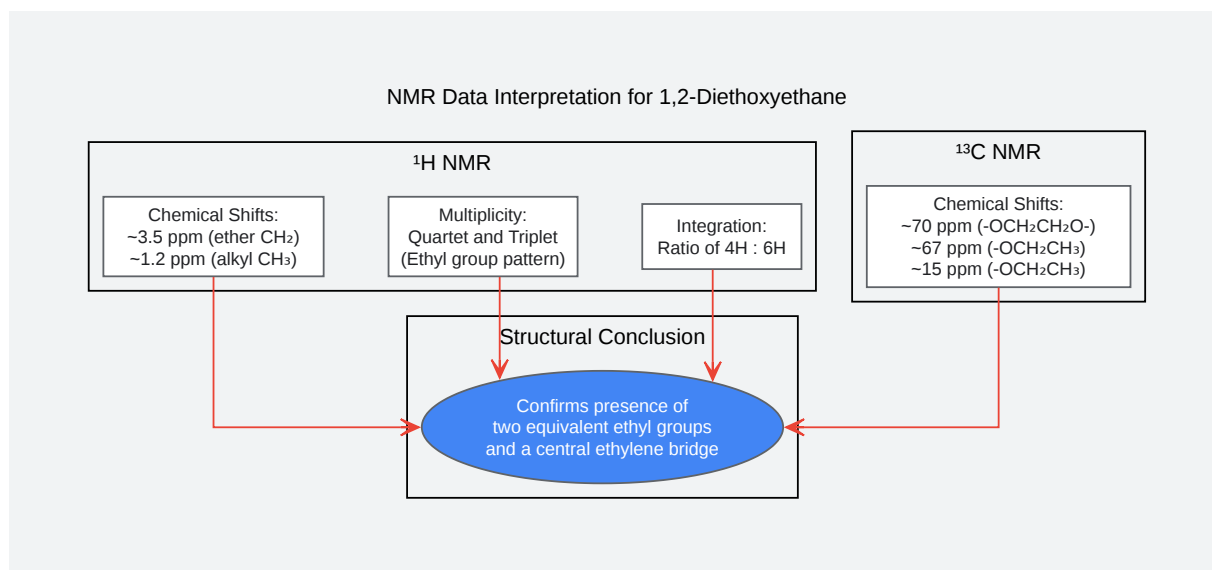 NMR Data Interpretation for 1,2-Diethoxyethane
¹H NMR
Chemical Shifts:
~3.5 ppm (ether CH₂)
~1.2 ppm (alkyl CH₃)
Multiplicity:
Quartet and Triplet
(Ethyl group pattern)
Integration:
Ratio of 4H : 6H
¹³C NMR
Chemical Shifts:
~70 ppm (-OCH₂CH₂O-)
~67 ppm (-OCH₂CH₃)
~15 ppm (-OCH₂CH₃)
Structural Conclusion
Confirms presence of
two equivalent ethyl groups
and a central ethylene bridge